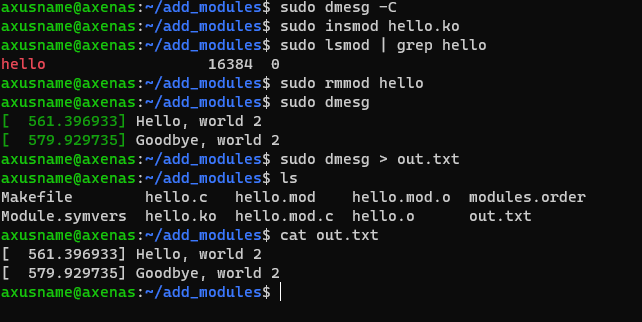 axusname@axenas:~/add_modules$ sudo dmesg -C
axusname@axenas:~/add_modules$ sudo insmod hello.ko
axusname@axenas:~/add_modules$ sudo lsmod | grep hello
hello                  16384  0
axusname@axenas:~/add_modules$ sudo rmmod hello
axusname@axenas:~/add_modules$ sudo dmesg
[  561.396933] Hello, world 2
[  579.929735] Goodbye, world 2
axusname@axenas:~/add_modules$ sudo dmesg > out.txt
axusname@axenas:~/add_modules$ ls
Makefile        hello.c   hello.mod    hello.mod.o  modules.order
Module.symvers  hello.ko  hello.mod.c  hello.o      out.txt
axusname@axenas:~/add_modules$ cat out.txt
[  561.396933] Hello, world 2
[  579.929735] Goodbye, world 2
axusname@axenas:~/add_modules$